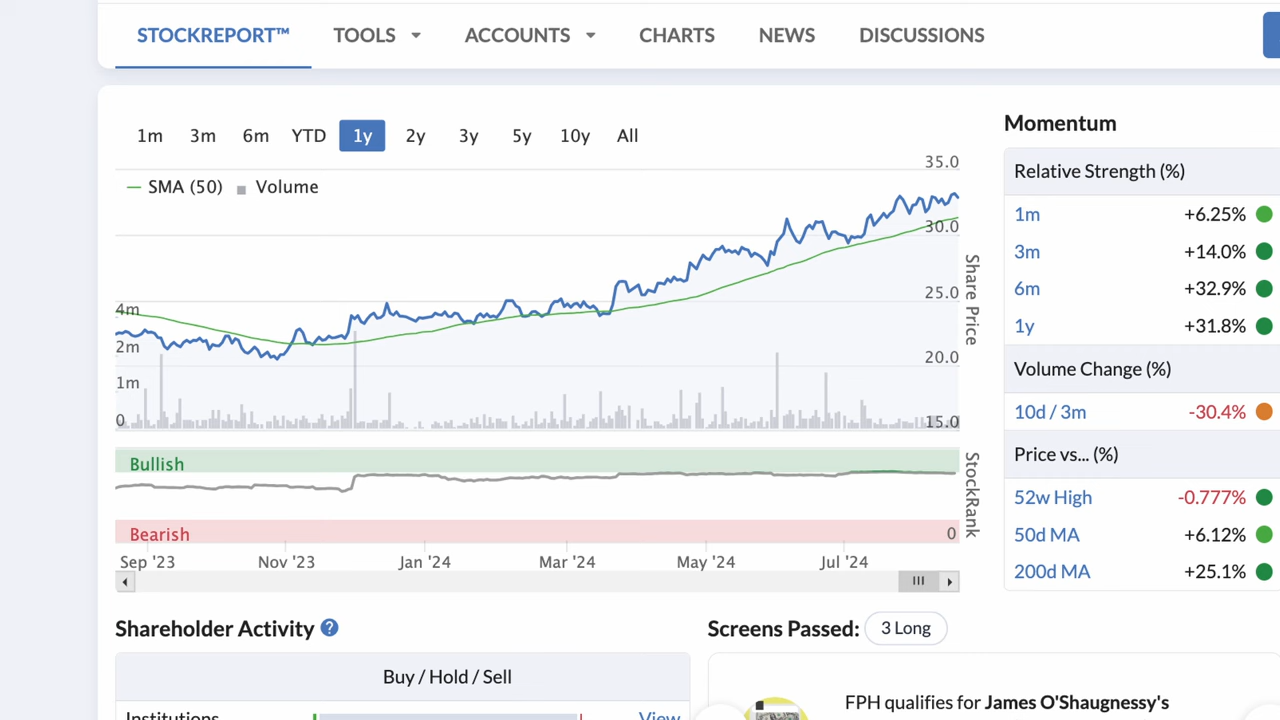 STOCKREPORT™ TOOLS ACCOUNTS CHARTS NEWS DISCUSSIONS
1m 3m 6m YTD 1y 2y 3y 5y 10y All
SMA (50) Volume
35.0
30.0
25.0
20.0
15.0
4m
2m
1m
0
Share Price
Bullish
Bearish
0
StockRank
Sep '23 Nov '23 Jan '24 Mar '24 May '24 Jul '24
Momentum
Relative Strength (%)
1m +6.25%
3m +14.0%
6m +32.9%
1y +31.8%
Volume Change (%)
10d / 3m -30.4%
Price vs... (%)
52w High -0.777%
50d MA +6.12%
200d MA +25.1%
Shareholder Activity ?
Buy / Hold / Sell
Institutions View
Screens Passed: 3 Long
FPH qualifies for James O'Shaugnessy's